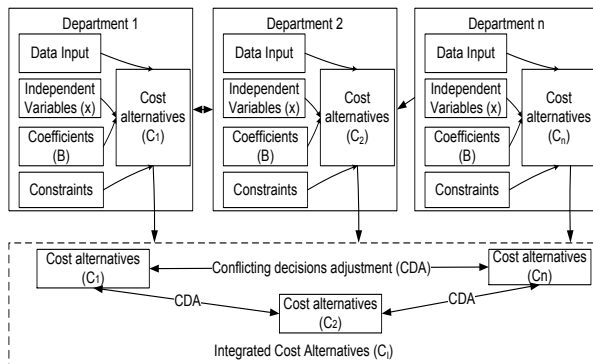 Department 1
Data Input
Independent
Variables (x)
Coefficients
(B)
Constraints
Cost
alternatives
(C1)
Department 2
Data Input
Independent
Variables (x)
Coefficients
(B)
Constraints
Cost
alternatives
(C2)
Department n
Data Input
Independent
Variables (x)
Coefficients
(B)
Constraints
Cost
alternatives
(Cn)
Cost alternatives
(C1)
Conflicting decisions adjustment (CDA)
Cost alternatives
(Cn)
CDA
Cost alternatives
(C2)
CDA
Integrated Cost Alternatives (CI)